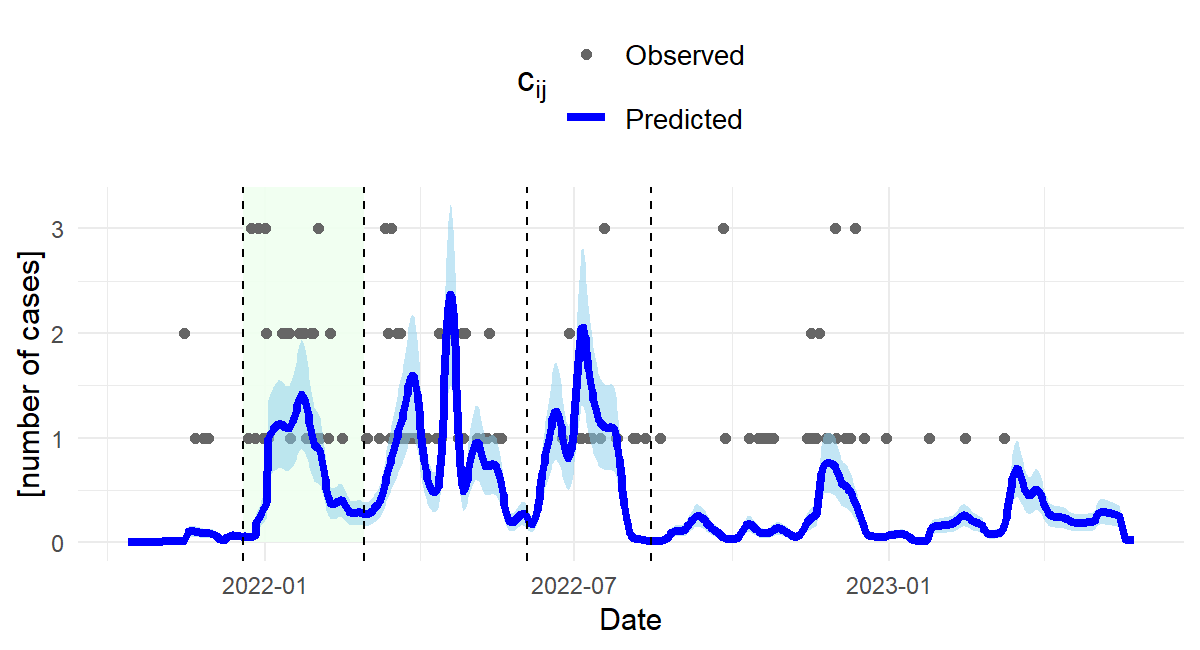 Observed
c_ij
Predicted
3
2
1
0
[number of cases]
2022-01 2022-07 2023-01
Date